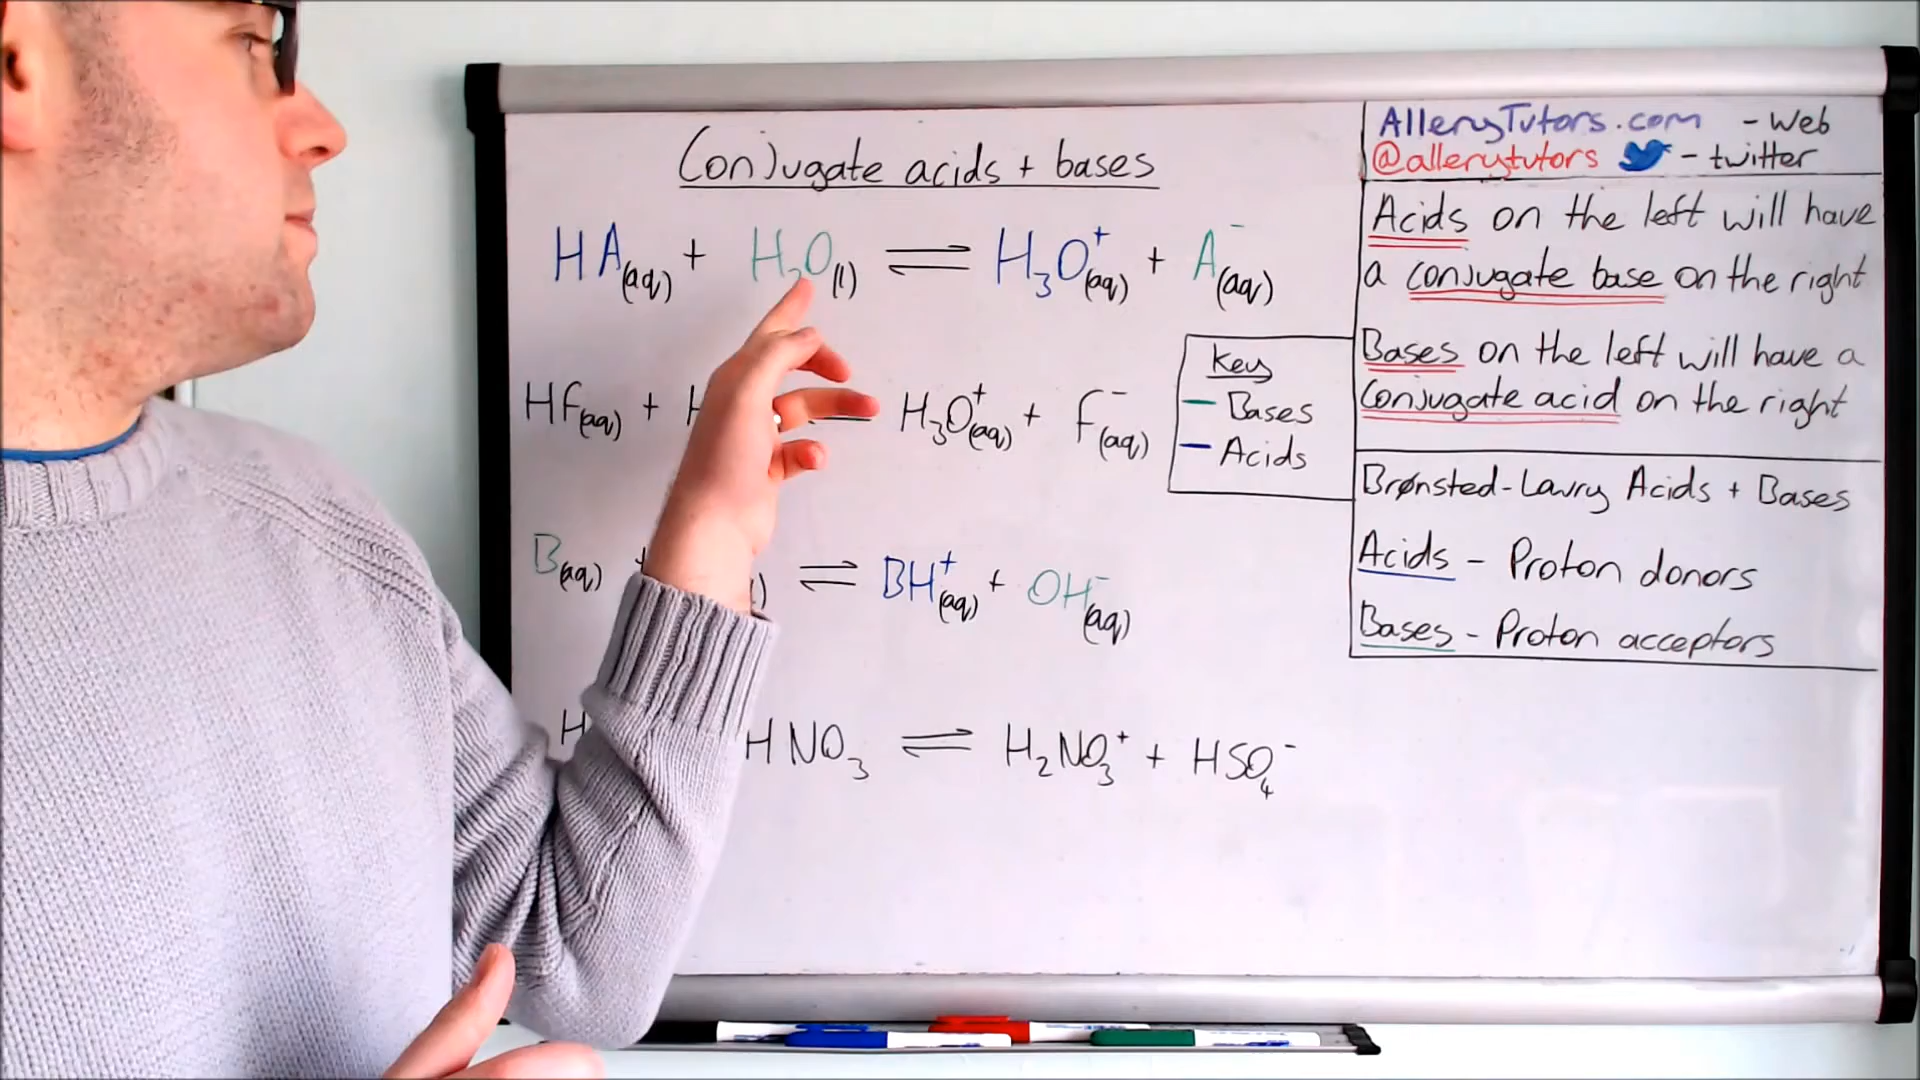 Conjugate acids + bases
HA(aq) + H₂O(l) ⇌ H₃O⁺(aq) + A⁻(aq)
Hf(aq) + H ⇌ H₃O⁺(aq) + f⁻(aq)
B(aq) + l) ⇌ BH⁺(aq) + OH⁻(aq)
H HNO₃ ⇌ H₂NO₃⁺ + HSO₄⁻
Key
Bases
Acids
AlleryTutors.com - Web
@allerytutors - twitter
Acids on the left will have
a conjugate base on the right
Bases on the left will have a
conjugate acid on the right
Brønsted-Lowry Acids + Bases
Acids - Proton donors
Bases - Proton acceptors